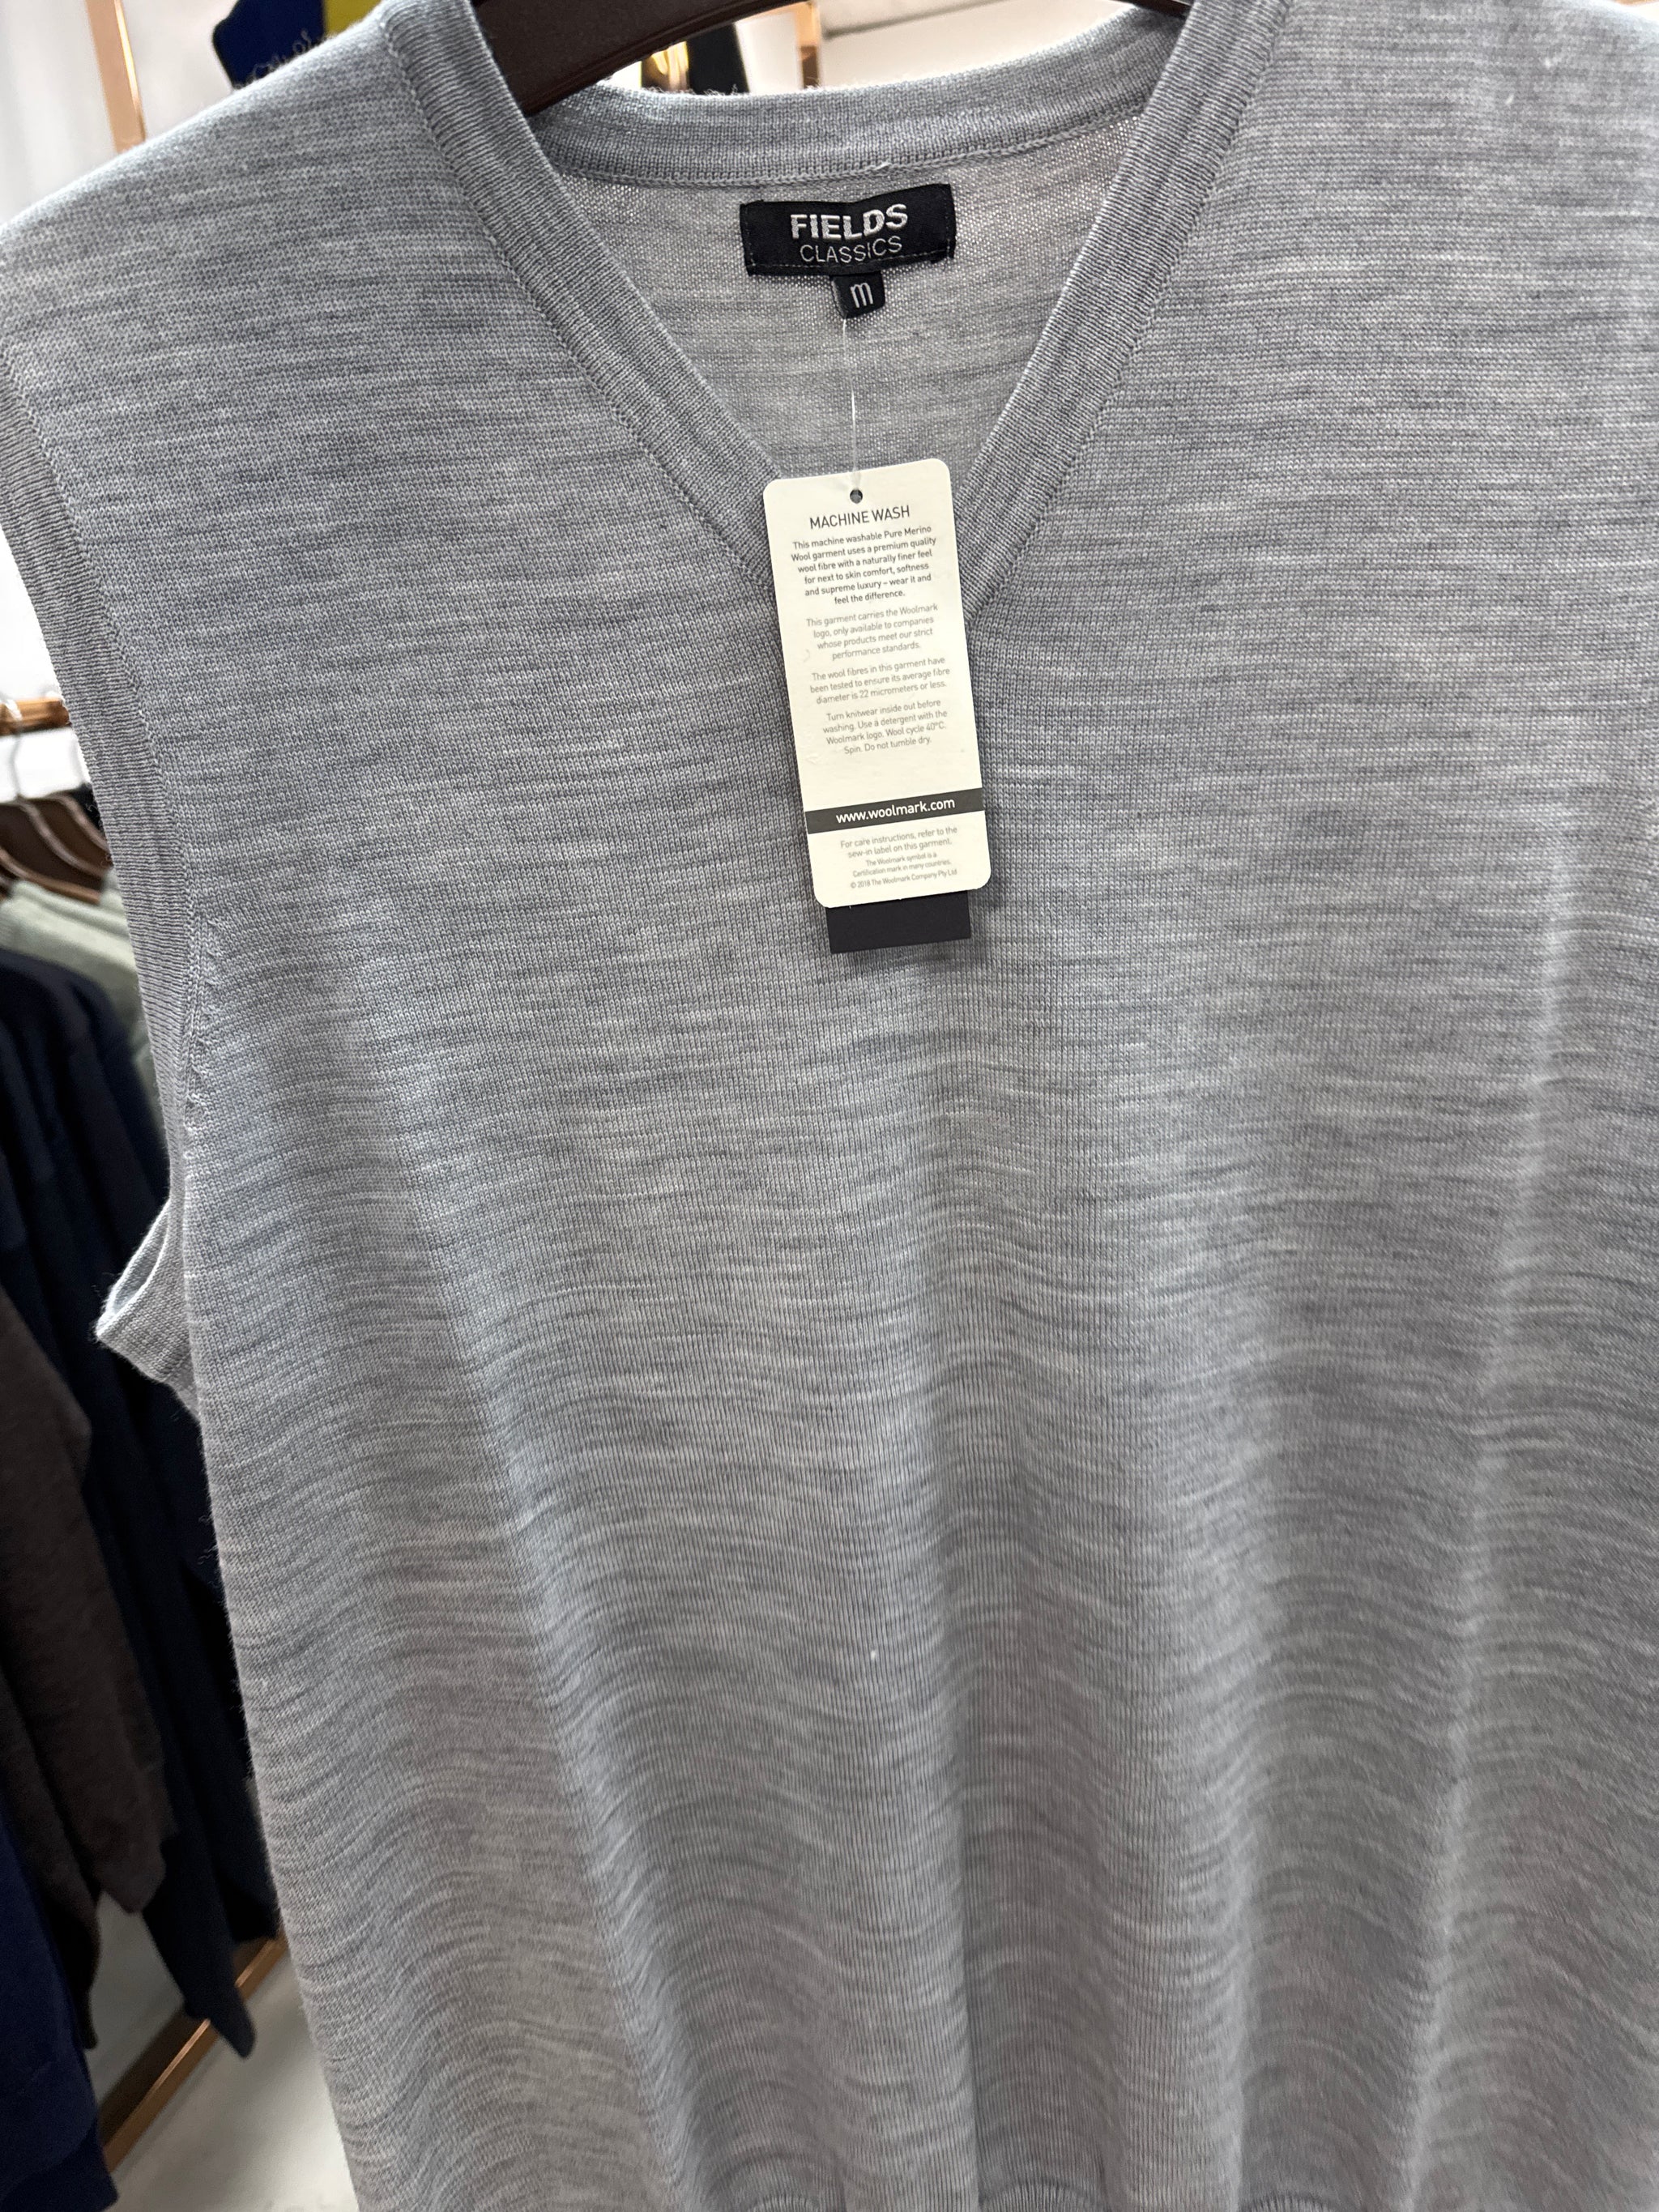 FIELDS
CLASSICS
m
MACHINE WASH
This machine washable Pure Merino
Wool garment uses a premium quality
wool fibre with a naturally finer feel
for next to skin comfort, softness
and supreme luxury – wear it and
feel the difference.
This garment carries the Woolmark
logo, only available to companies
whose products meet our strict
performance standards.
The wool fibres in this garment have
been tested to ensure its average fibre
diameter is 22 micrometers or less.
Turn knitwear inside out before
washing. Use a detergent with the
Woolmark logo. Wool cycle 40°C.
Spin. Do not tumble dry.
www.woolmark.com
For care instructions, refer to the
sew-in label on this garment.
The Woolmark symbol is a
Certification mark in many countries.
© 2018 The Woolmark Company Pty Ltd